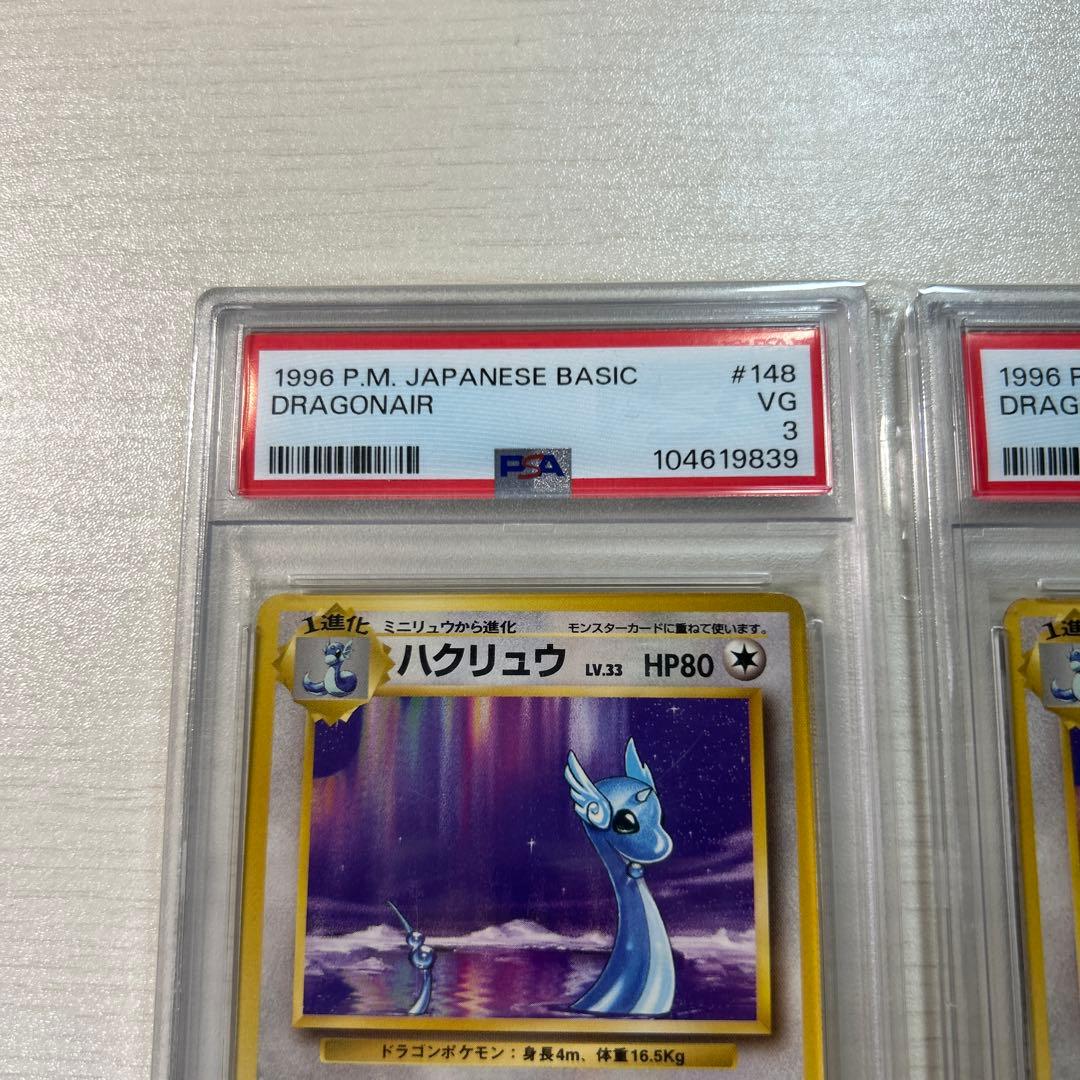 1996 P.M. JAPANESE BASIC #148
DRAGONAIR VG
3
PSA 104619839
1進化 ミニリュウから進化 モンスターカードに重ねて使います。
ハクリュウ LV.33 HP80
ドラゴンポケモン：身長4m、体重16.5Kg
1996
DRAG